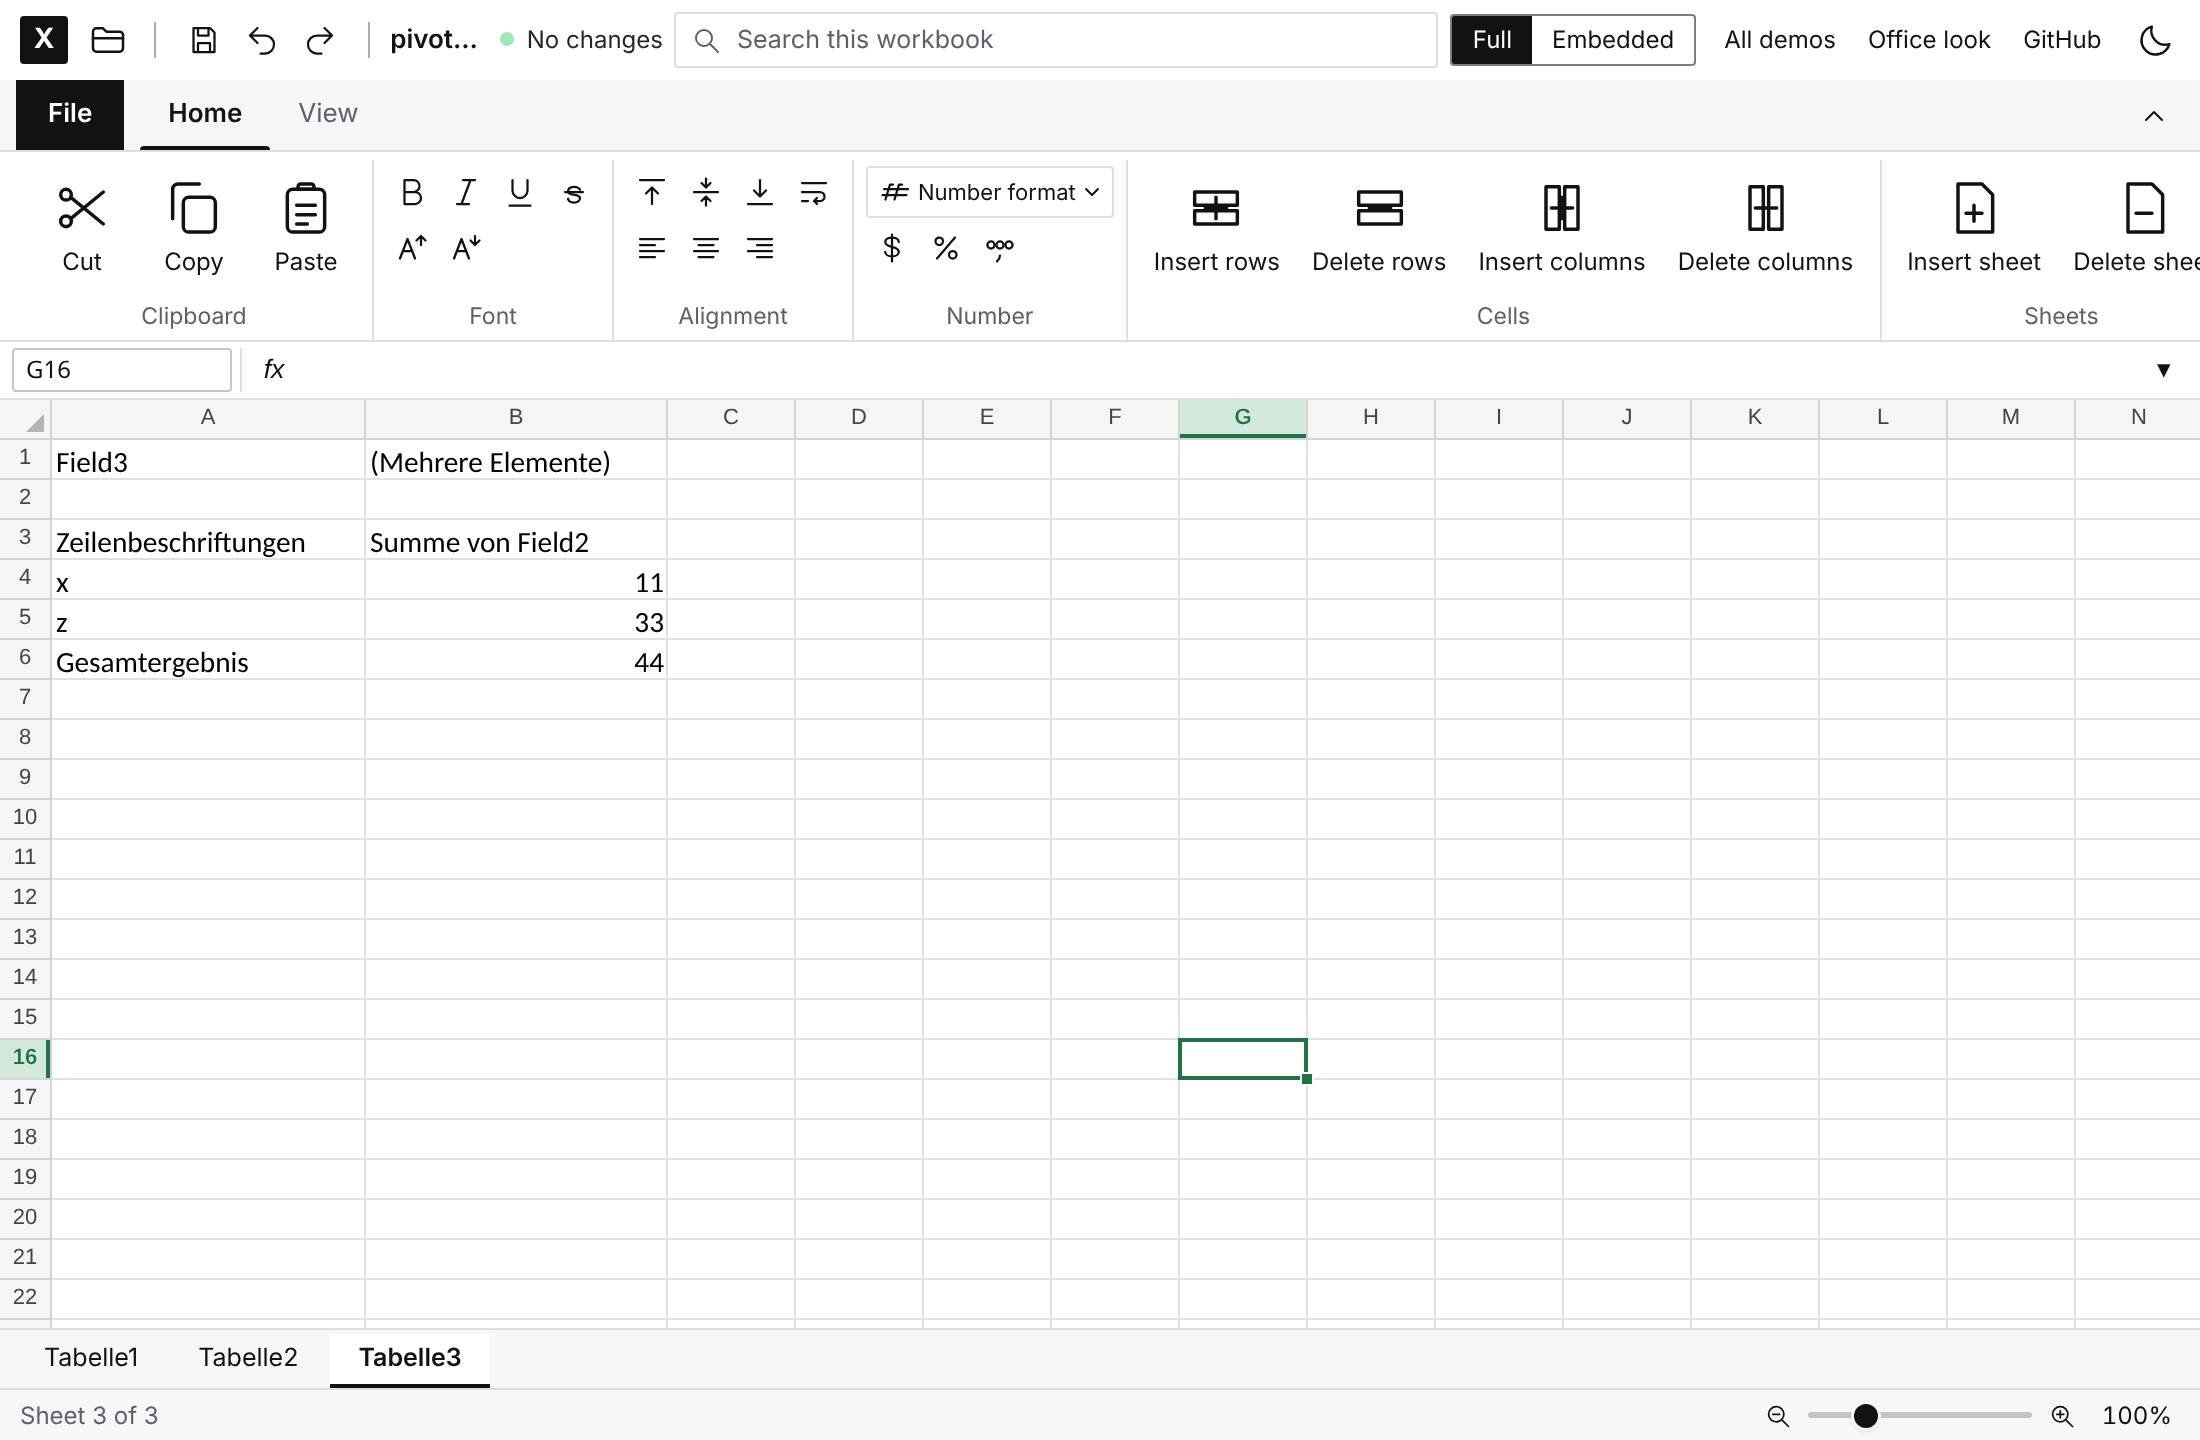 X pivot... No changes Search this workbook Full Embedded All demos Office look GitHub
File Home View
B I U S Number format
Cut Copy Paste $ % Insert rows Delete rows Insert columns Delete columns Insert sheet Delete shee
Clipboard Font Alignment Number Cells Sheets
G16 fx
A B C D E F G H I J K L M N
1 Field3 (Mehrere Elemente)
2
3 Zeilenbeschriftungen Summe von Field2
4 x 11
5 z 33
6 Gesamtergebnis 44
7
8
9
10
11
12
13
14
15
16
17
18
19
20
21
22
Tabelle1 Tabelle2 Tabelle3
Sheet 3 of 3 100%